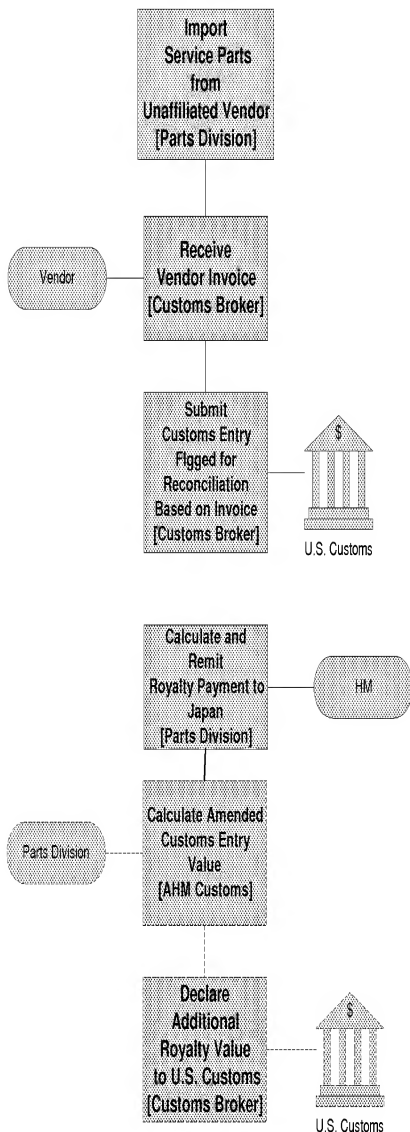 Import
Service Parts
from
Unaffiliated Vendor
[Parts Division]
Vendor
Receive
Vendor Invoice
[Customs Broker]
Submit
Customs Entry
Flgged for
Reconciliation
Based on Invoice
[Customs Broker]
$
U.S. Customs
Calculate and
Remit
Royalty Payment to
Japan
[Parts Division]
HM
Parts Division
Calculate Amended
Customs Entry
Value
[AHM Customs]
Declare
Additional
Royalty Value
to U.S. Customs
[Customs Broker]
$
U.S. Customs